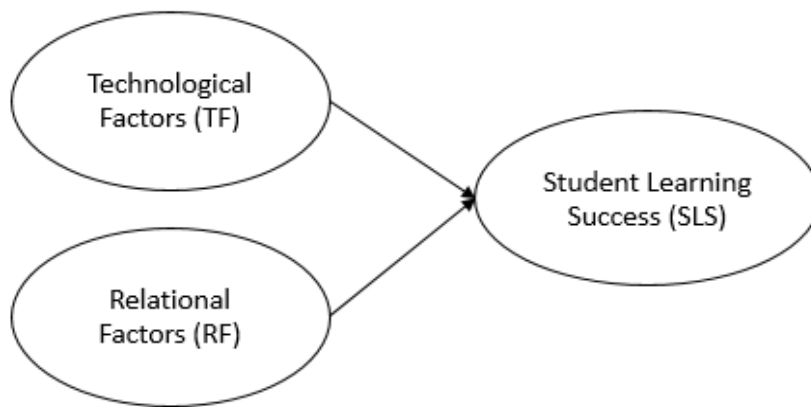 Technological
Factors (TF)
Student Learning
Success (SLS)
Relational
Factors (RF)